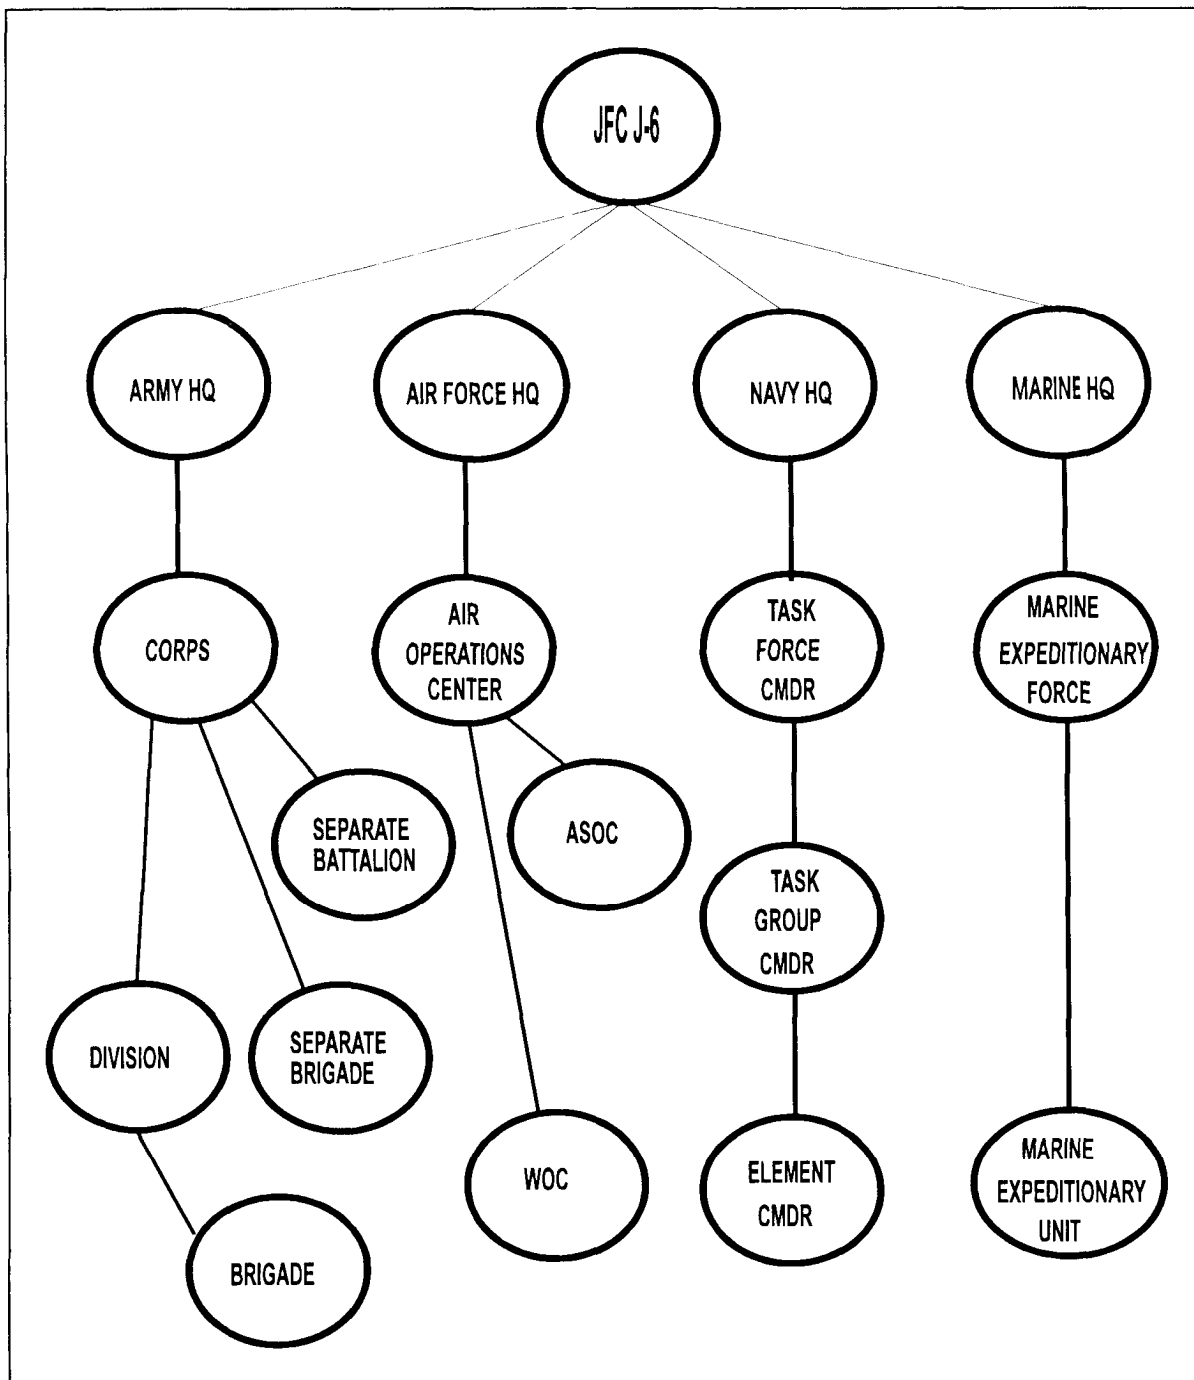 JFC J-6
ARMY HQ
AIR FORCE HQ
NAVY HQ
MARINE HQ
CORPS
AIR
OPERATIONS
CENTER
TASK
FORCE
CMDR
MARINE
EXPEDITIONARY
FORCE
SEPARATE
BATTALION
ASOC
TASK
GROUP
CMDR
DIVISION
SEPARATE
BRIGADE
WOC
ELEMENT
CMDR
MARINE
EXPEDITIONARY
UNIT
BRIGADE